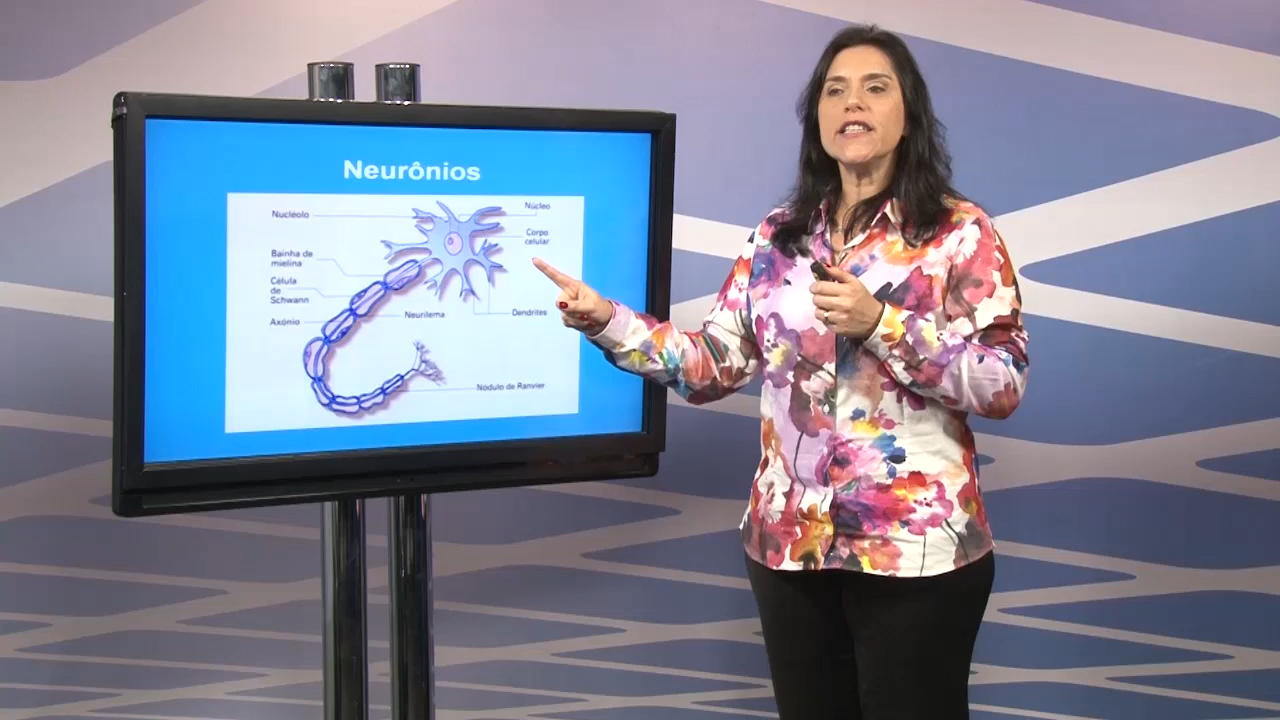 Neurônios
Nucléolo
Núcleo
Corpo
celular
Bainha de
mielina
Célula
de
Schwann
Axônio
Neurilema
Dendrites
Nódulo de Ranvier